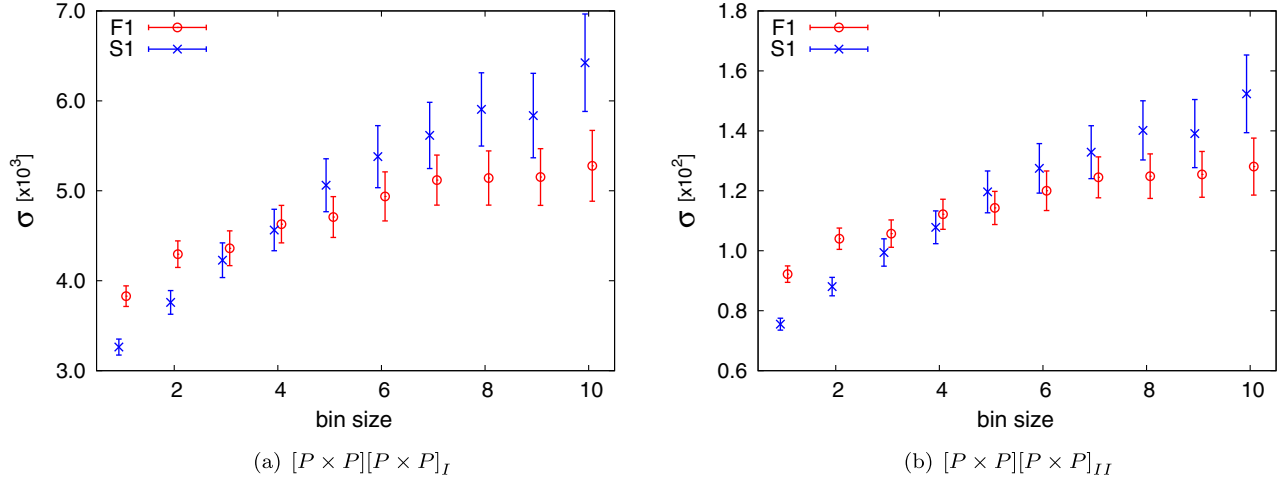 F1
S1
7.0
6.0
5.0
4.0
3.0
σ [x10³]
2 4 6 8 10
bin size
(a) [P × P][P × P]_I
F1
S1
1.8
1.6
1.4
1.2
1.0
0.8
0.6
σ [x10²]
2 4 6 8 10
bin size
(b) [P × P][P × P]_II